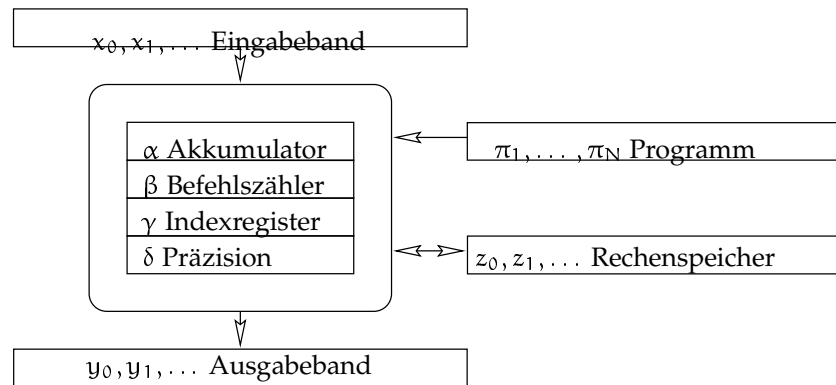 x₀, x₁, ... Eingabeband
α Akkumulator
β Befehlszähler
γ Indexregister
δ Präzision
π₁, ..., π_N Programm
z₀, z₁, ... Rechenspeicher
y₀, y₁, ... Ausgabeband